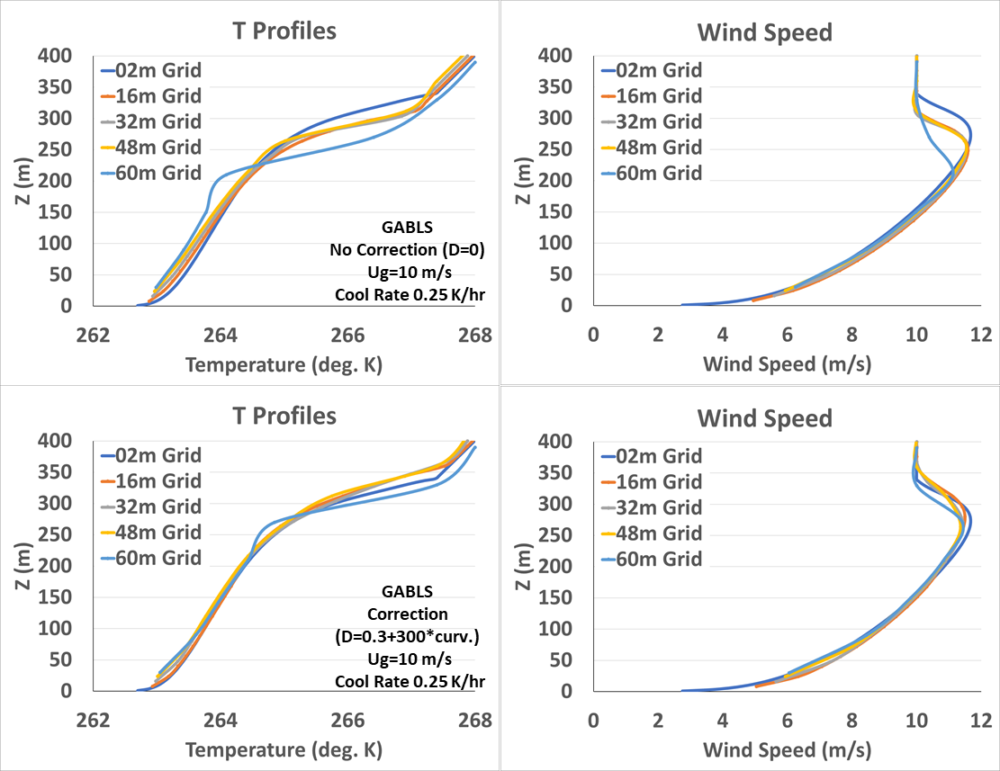 T Profiles
400
350
300
250
200
150
100
50
0
Z (m)
02m Grid
16m Grid
32m Grid
48m Grid
60m Grid
GABLS
No Correction (D=0)
Ug=10 m/s
Cool Rate 0.25 K/hr
262 264 266 268
Temperature (deg. K)
Wind Speed
400
350
300
250
200
150
100
50
0
Z (m)
02m Grid
16m Grid
32m Grid
48m Grid
60m Grid
0 2 4 6 8 10 12
Wind Speed (m/s)
T Profiles
400
350
300
250
200
150
100
50
0
Z (m)
02m Grid
16m Grid
32m Grid
48m Grid
60m Grid
GABLS
Correction
(D=0.3+300*curv.)
Ug=10 m/s
Cool Rate 0.25 K/hr
262 264 266 268
Temperature (deg. K)
Wind Speed
400
350
300
250
200
150
100
50
0
Z (m)
02m Grid
16m Grid
32m Grid
48m Grid
60m Grid
0 2 4 6 8 10 12
Wind Speed (m/s)